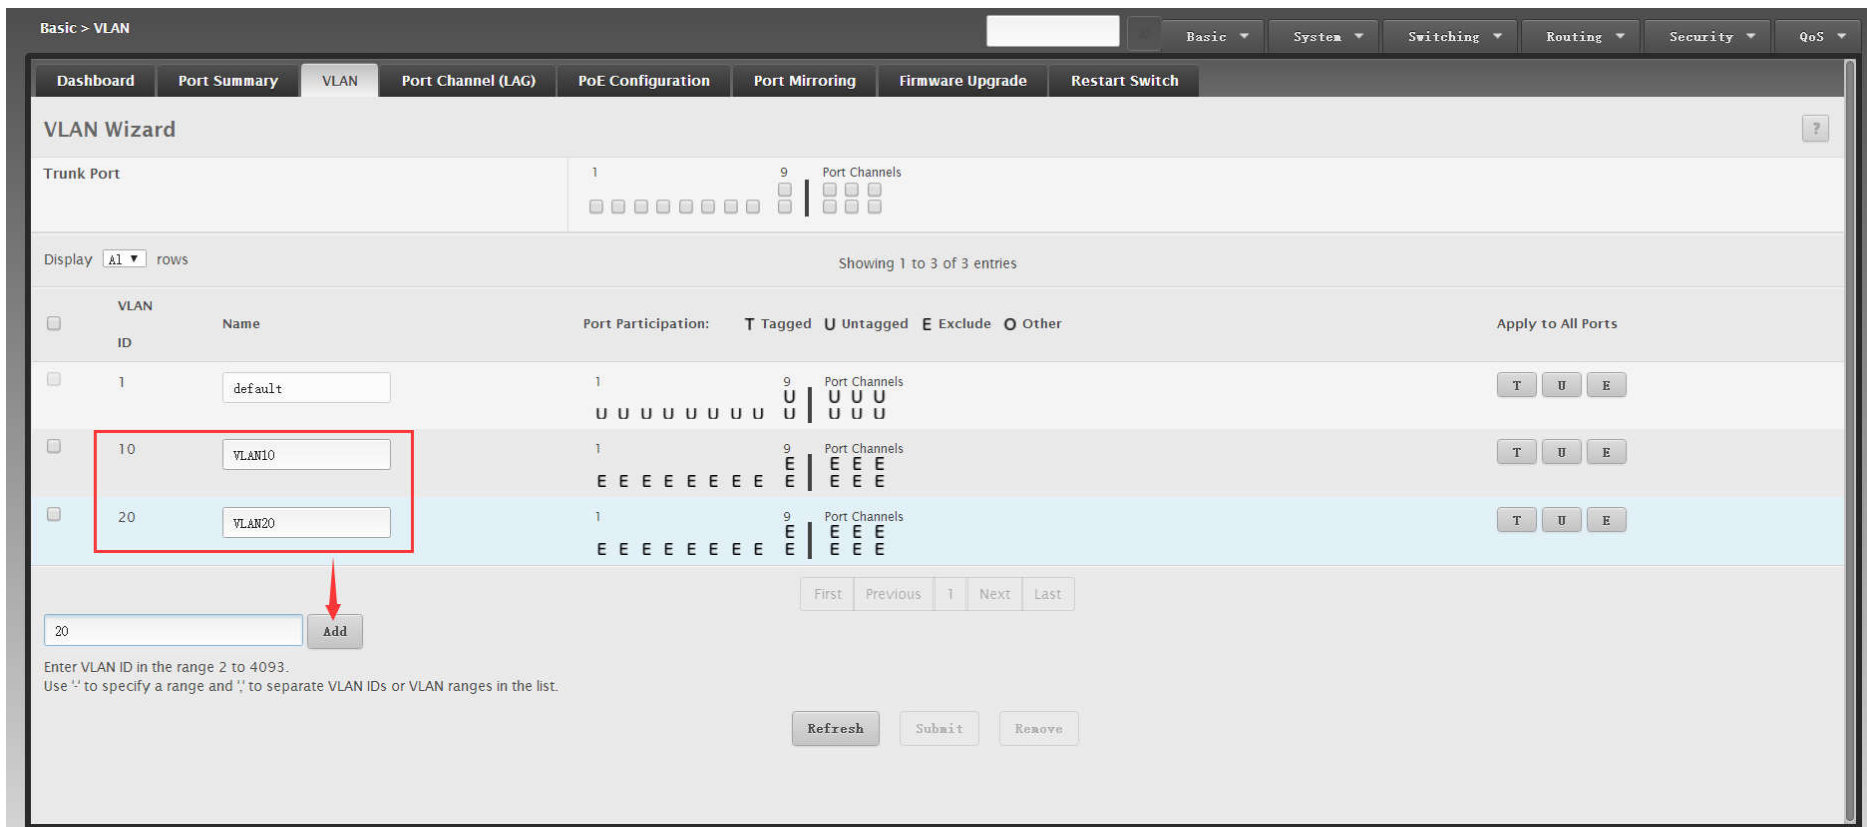 Basic > VLAN
Basic System Switching Routing Security QoS
Dashboard Port Summary VLAN Port Channel (LAG) PoE Configuration Port Mirroring Firmware Upgrade Restart Switch
VLAN Wizard ?
Trunk Port 1 9 Port Channels
Display Al rows Showing 1 to 3 of 3 entries
VLAN
ID Name Port Participation: T Tagged U Untagged E Exclude O Other Apply to All Ports
1 default 1 9 Port Channels T U E
U U U U
U U U U U U U U U U U U
10 VLAN10 1 9 Port Channels T U E
E E E E
E E E E E E E E E E E E
20 VLAN20 1 9 Port Channels T U E
E E E E
E E E E E E E E E E E E
First Previous 1 Next Last
20 Add
Enter VLAN ID in the range 2 to 4093.
Use '-' to specify a range and ',' to separate VLAN IDs or VLAN ranges in the list.
Refresh Submit Remove